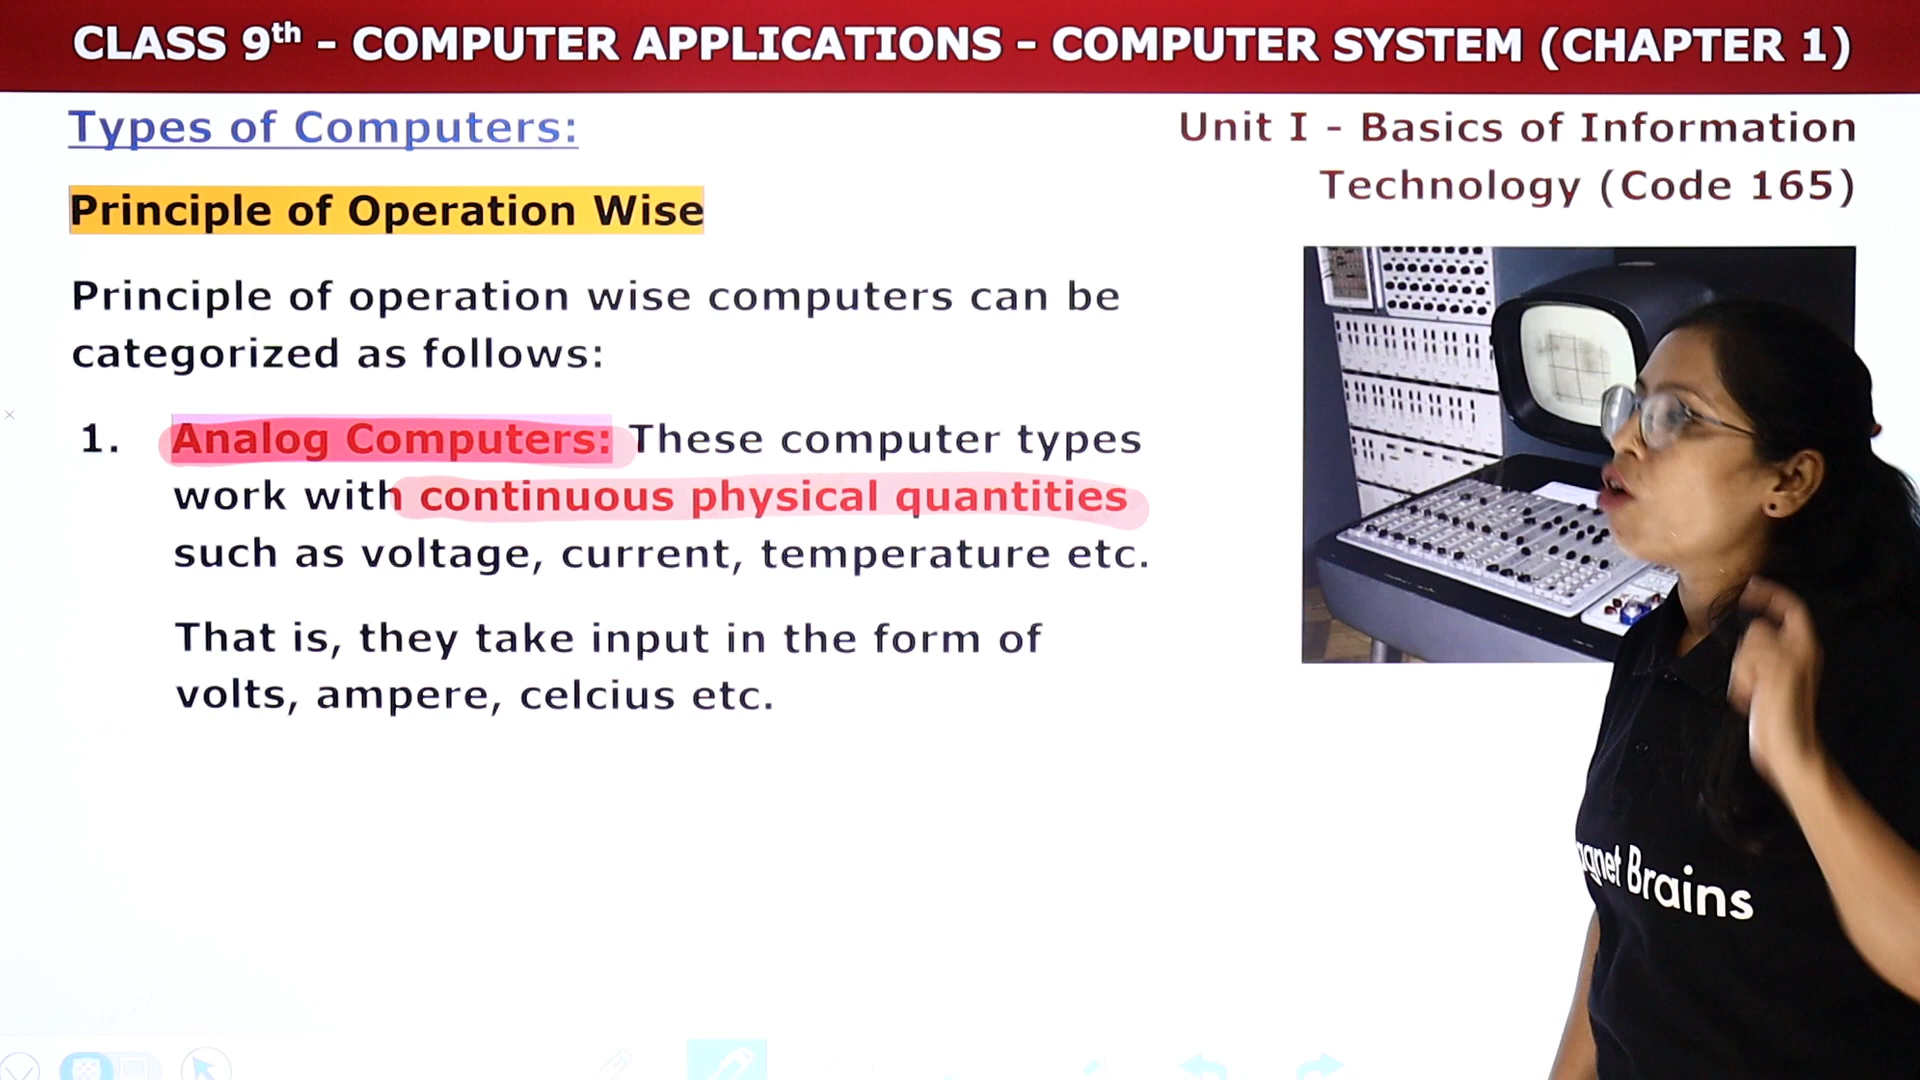 CLASS 9th - COMPUTER APPLICATIONS - COMPUTER SYSTEM (CHAPTER 1)
Types of Computers:
Unit I - Basics of Information
Technology (Code 165)
Principle of Operation Wise
Principle of operation wise computers can be
categorized as follows:
1. Analog Computers: These computer types
work with continuous physical quantities
such as voltage, current, temperature etc.
That is, they take input in the form of
volts, ampere, celcius etc.
Brains